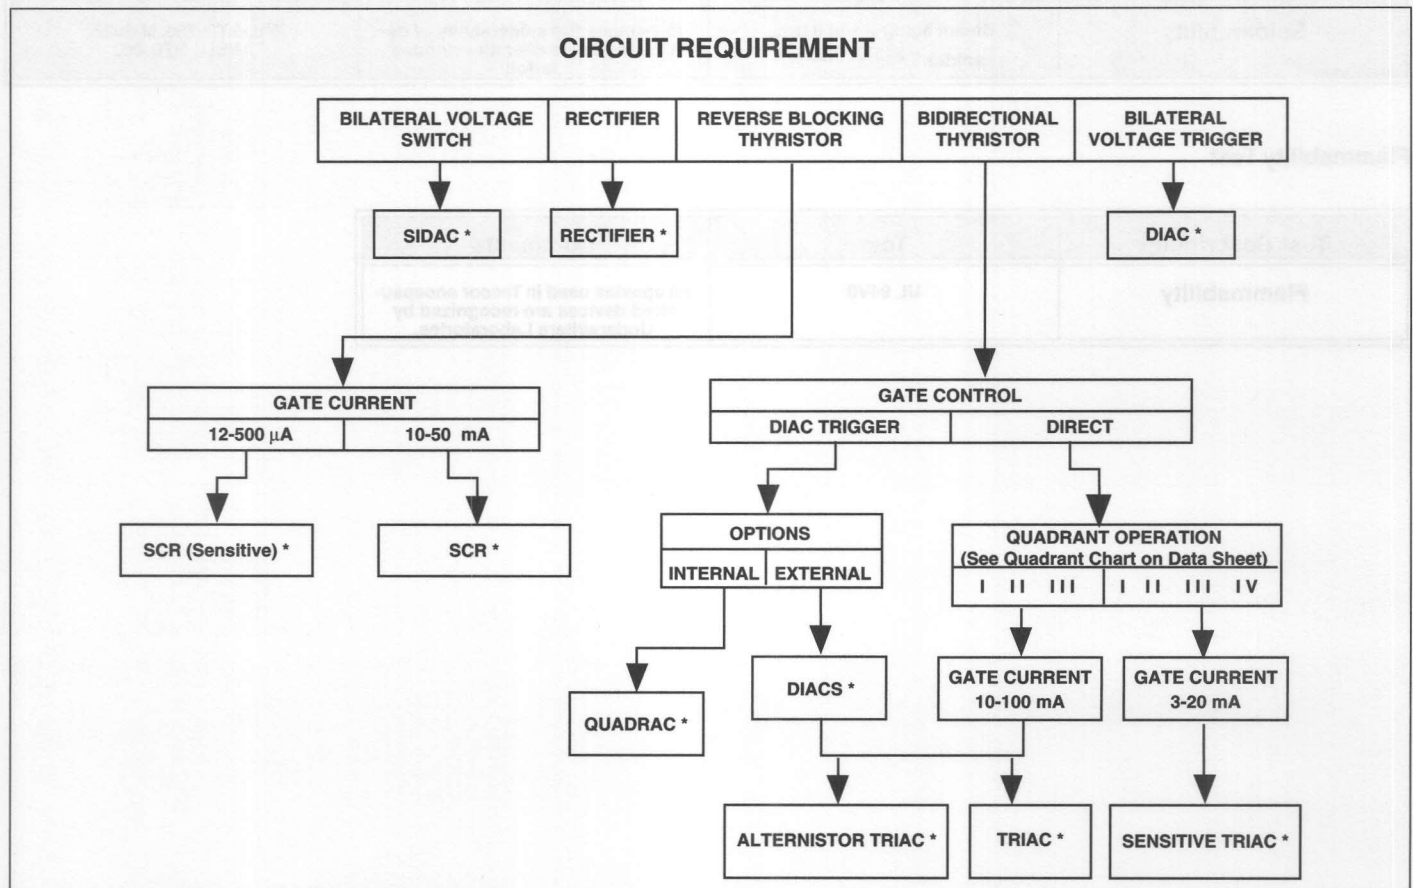 CIRCUIT REQUIREMENT
BILATERAL VOLTAGE
SWITCH
RECTIFIER
REVERSE BLOCKING
THYRISTOR
BIDIRECTIONAL
THYRISTOR
BILATERAL
VOLTAGE TRIGGER
SIDAC *
RECTIFIER *
DIAC *
GATE CURRENT
12-500 μA
10-50 mA
GATE CONTROL
DIAC TRIGGER
DIRECT
SCR (Sensitive) *
SCR *
OPTIONS
INTERNAL
EXTERNAL
QUADRANT OPERATION
(See Quadrant Chart on Data Sheet)
I II III
I II III IV
QUADRAC *
DIACS *
GATE CURRENT
10-100 mA
GATE CURRENT
3-20 mA
ALTERNISTOR TRIAC *
TRIAC *
SENSITIVE TRIAC *